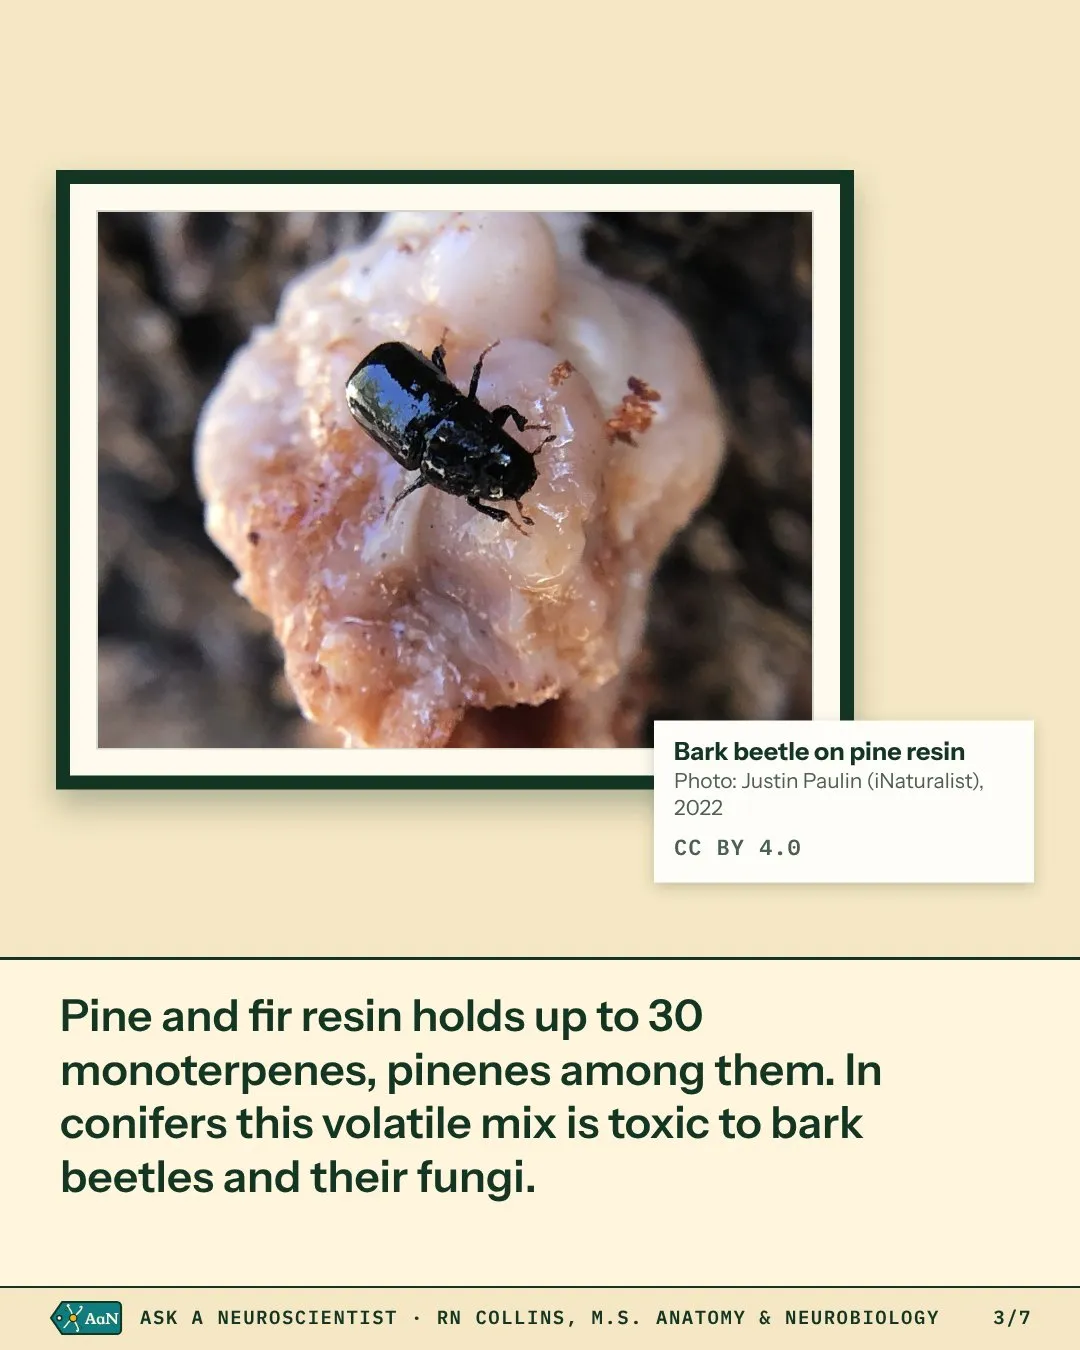 Bark beetle on pine resin
Photo: Justin Paulin (iNaturalist),
2022
CC BY 4.0
Pine and fir resin holds up to 30
monoterpenes, pinenes among them. In
conifers this volatile mix is toxic to bark
beetles and their fungi.
AaN ASK A NEUROSCIENTIST · RN COLLINS, M.S. ANATOMY & NEUROBIOLOGY 3/7